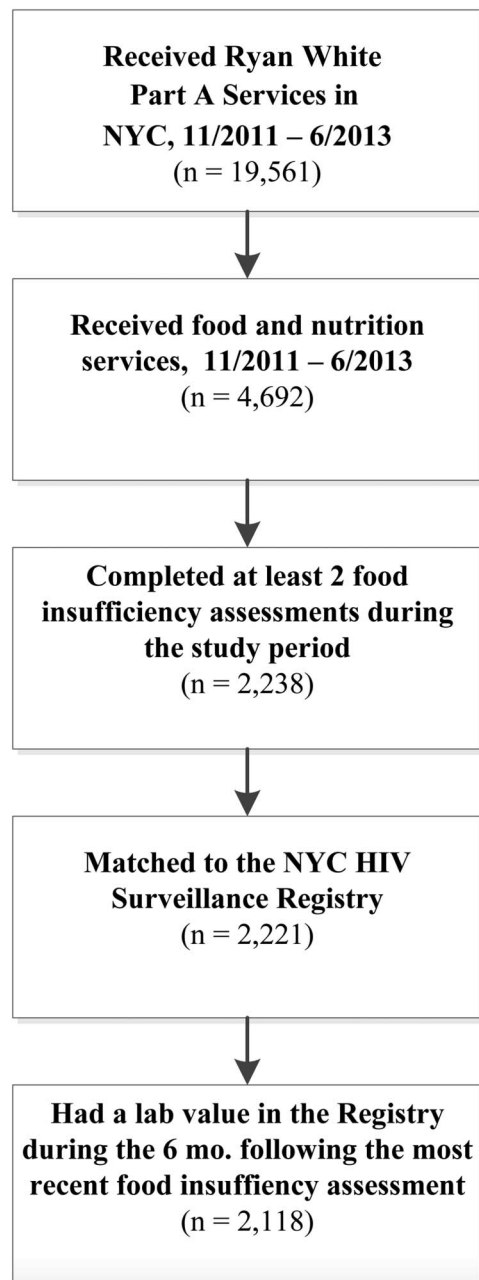 Received Ryan White
Part A Services in
NYC, 11/2011 – 6/2013
(n = 19,561)
Received food and nutrition
services, 11/2011 – 6/2013
(n = 4,692)
Completed at least 2 food
insufficiency assessments during
the study period
(n = 2,238)
Matched to the NYC HIV
Surveillance Registry
(n = 2,221)
Had a lab value in the Registry
during the 6 mo. following the most
recent food insuffiency assessment
(n = 2,118)